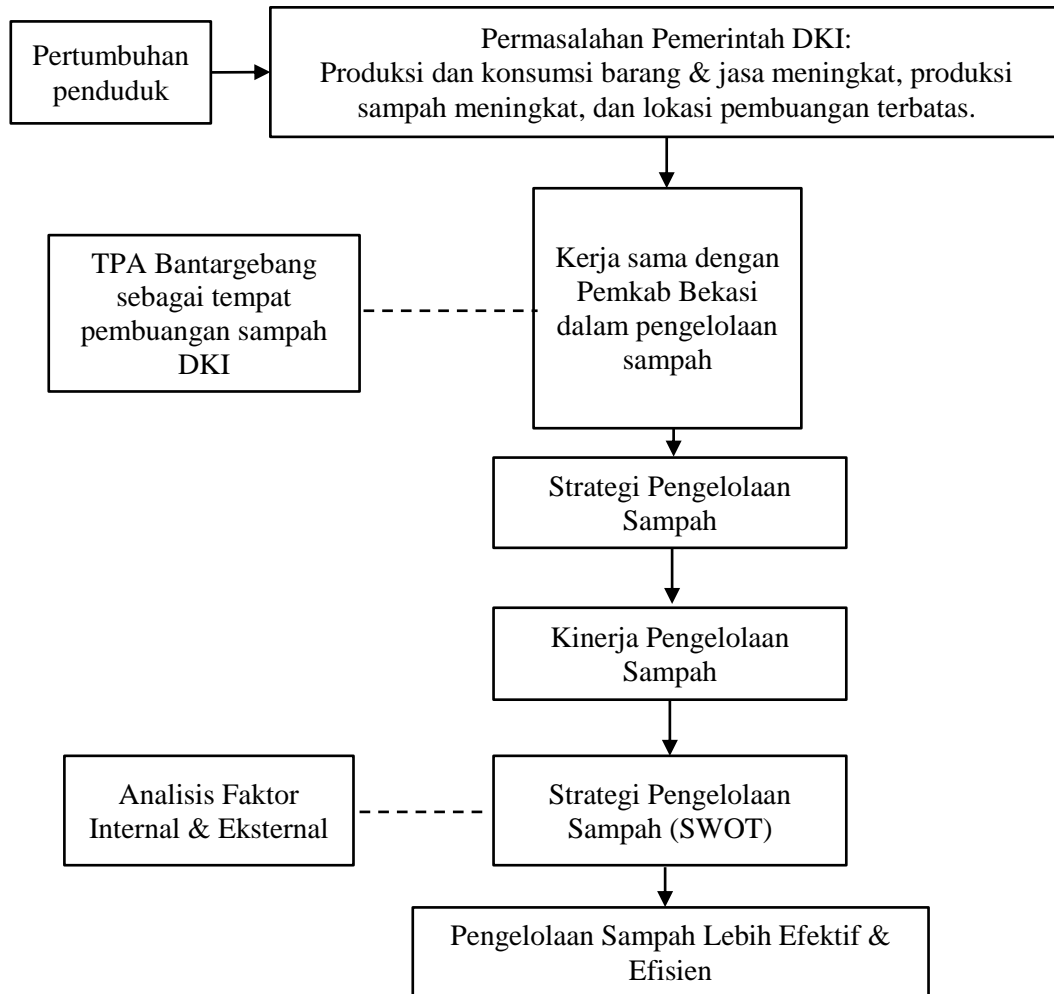 Pertumbuhan
penduduk
Permasalahan Pemerintah DKI:
Produksi dan konsumsi barang & jasa meningkat, produksi
sampah meningkat, dan lokasi pembuangan terbatas.
TPA Bantargebang
sebagai tempat
pembuangan sampah
DKI
Kerja sama dengan
Pemkab Bekasi
dalam pengelolaan
sampah
Strategi Pengelolaan
Sampah
Kinerja Pengelolaan
Sampah
Analisis Faktor
Internal & Eksternal
Strategi Pengelolaan
Sampah (SWOT)
Pengelolaan Sampah Lebih Efektif &
Efisien